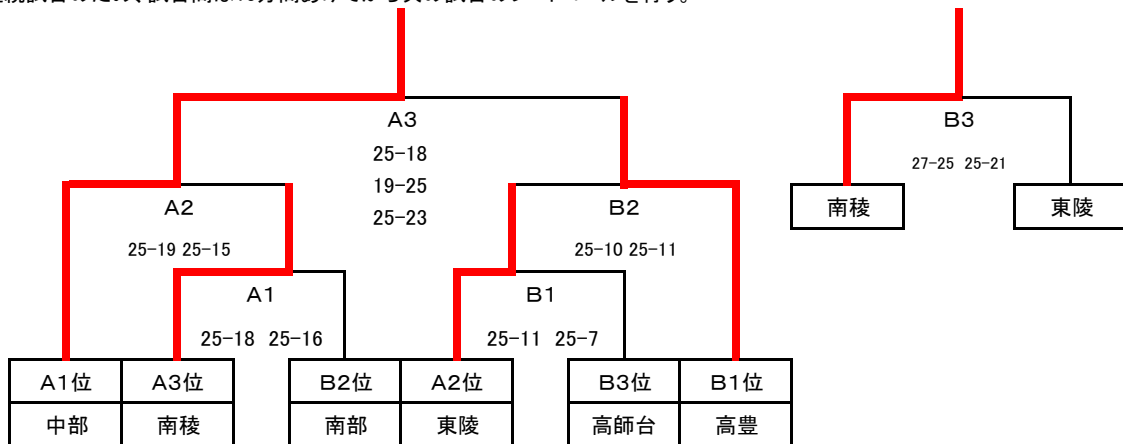 A3
25-18
19-25
25-23
B3
27-25 25-21
南稜
東陵
A2
25-19 25-15
B2
25-10 25-11
A1
25-18 25-16
B1
25-11 25-7
A1位
A3位
B2位
A2位
B3位
B1位
中部
南稜
南部
東陵
高師台
高豊